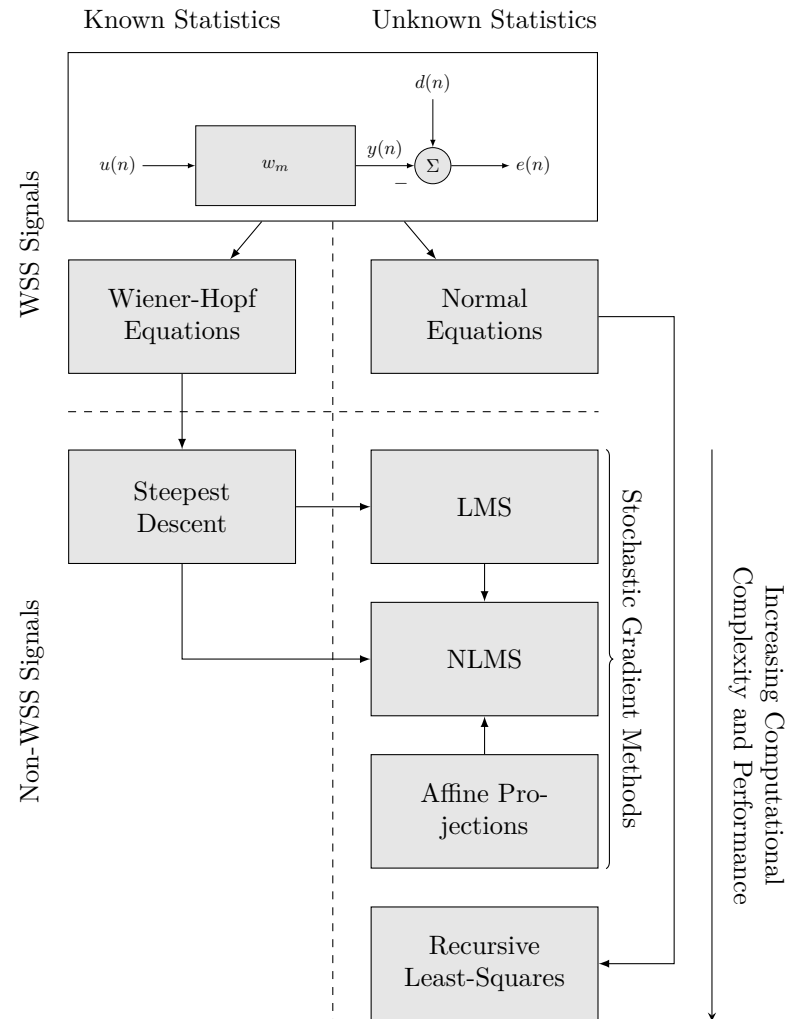 Known Statistics
Unknown Statistics
d(n)
u(n)
w_m
y(n)
Σ
−
e(n)
WSS Signals
Wiener-Hopf
Equations
Normal
Equations
Non-WSS Signals
Steepest
Descent
LMS
NLMS
Affine Pro-
jections
Recursive
Least-Squares
Stochastic Gradient Methods
Increasing Computational
Complexity and Performance